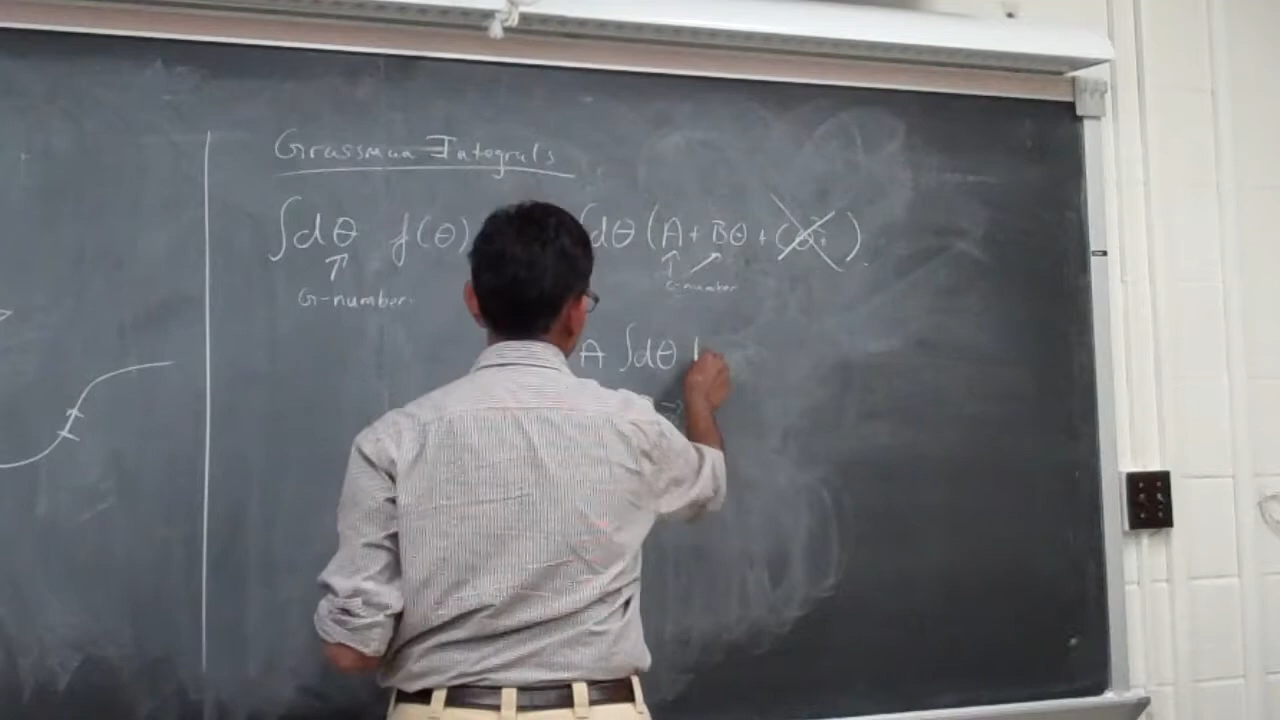 Grassman Integrals
∫dθ f(θ) ∫dθ (A + Bθ + Cθ² ).
G-number. C-number
A ∫dθ 1